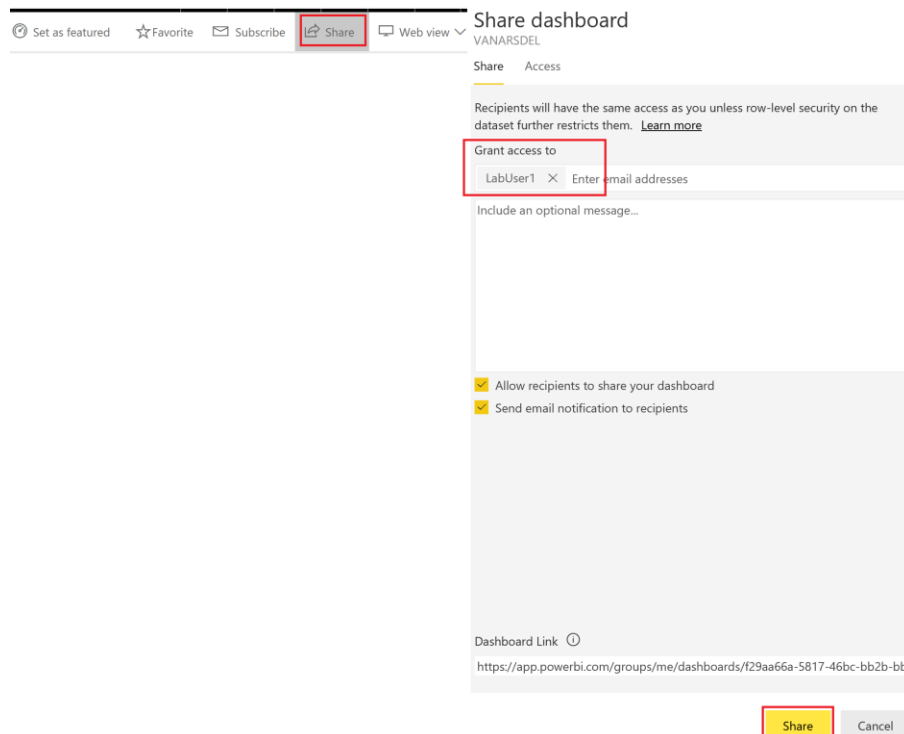 Set as featured Favorite Subscribe Share Web view
Share dashboard
VANARSDEL
Share Access
Recipients will have the same access as you unless row-level security on the
dataset further restricts them. Learn more
Grant access to
LabUser1 Enter email addresses
Include an optional message...
Allow recipients to share your dashboard
Send email notification to recipients
Dashboard Link
https://app.powerbi.com/groups/me/dashboards/f29aa66a-5817-46bc-bb2b-bb
Share Cancel